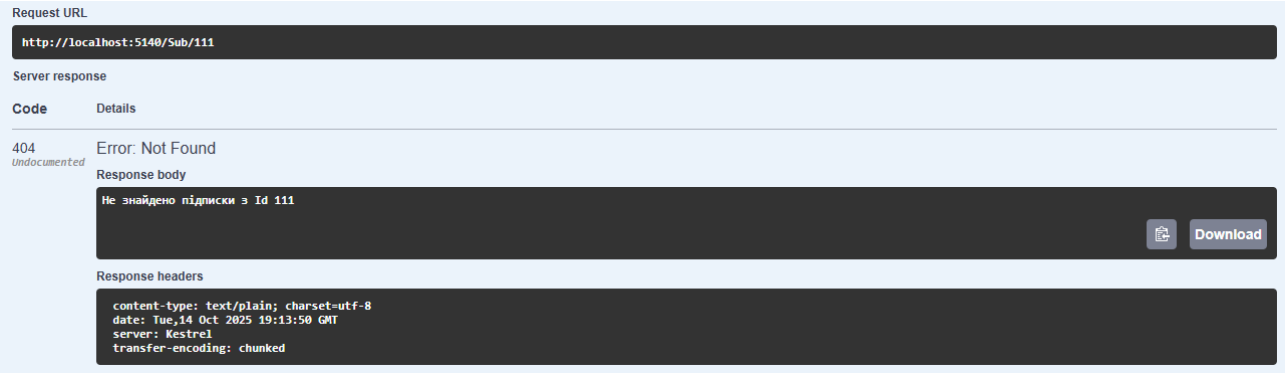 Request URL
http://localhost:5140/Sub/111
Server response
Code Details
404 Error: Not Found
Undocumented
Response body
Не знайдено підписки з Id 111
Download
Response headers
content-type: text/plain; charset=utf-8
date: Tue,14 Oct 2025 19:13:50 GMT
server: Kestrel
transfer-encoding: chunked